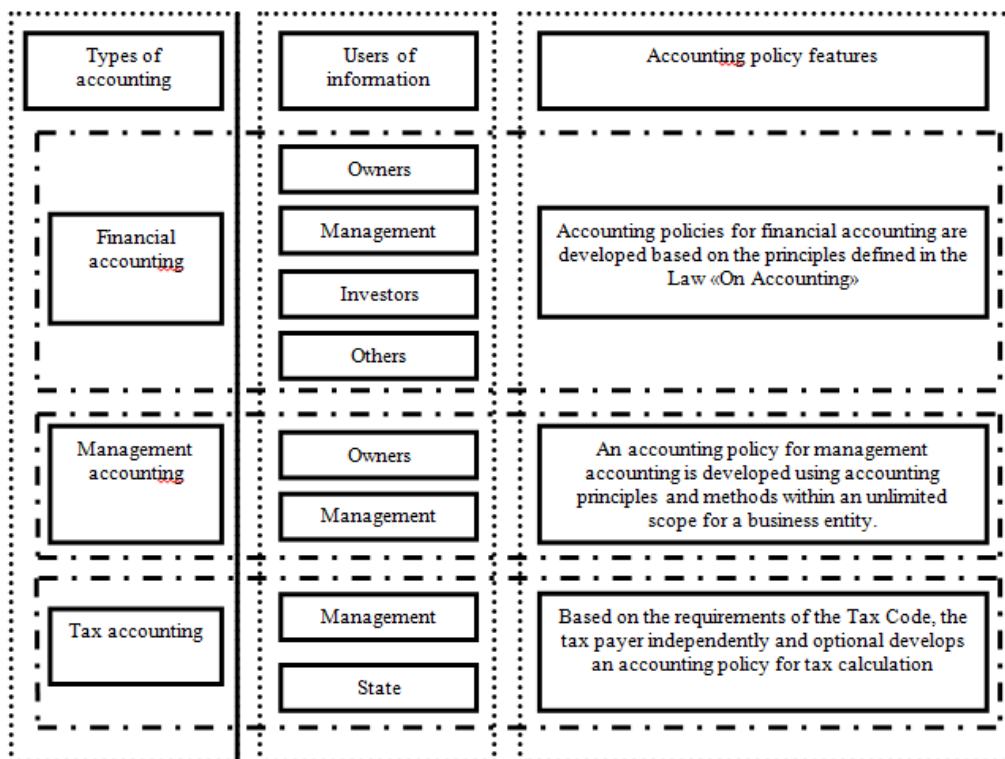 Types of
accounting
Users of
information
Accounting policy features
Financial
accounting
Owners
Management
Investors
Others
Accounting policies for financial accounting are
developed based on the principles defined in the
Law «On Accounting»
Management
accounting
Owners
Management
An accounting policy for management
accounting is developed using accounting
principles and methods within an unlimited
scope for a business entity.
Tax accounting
Management
State
Based on the requirements of the Tax Code, the
tax payer independently and optional develops
an accounting policy for tax calculation